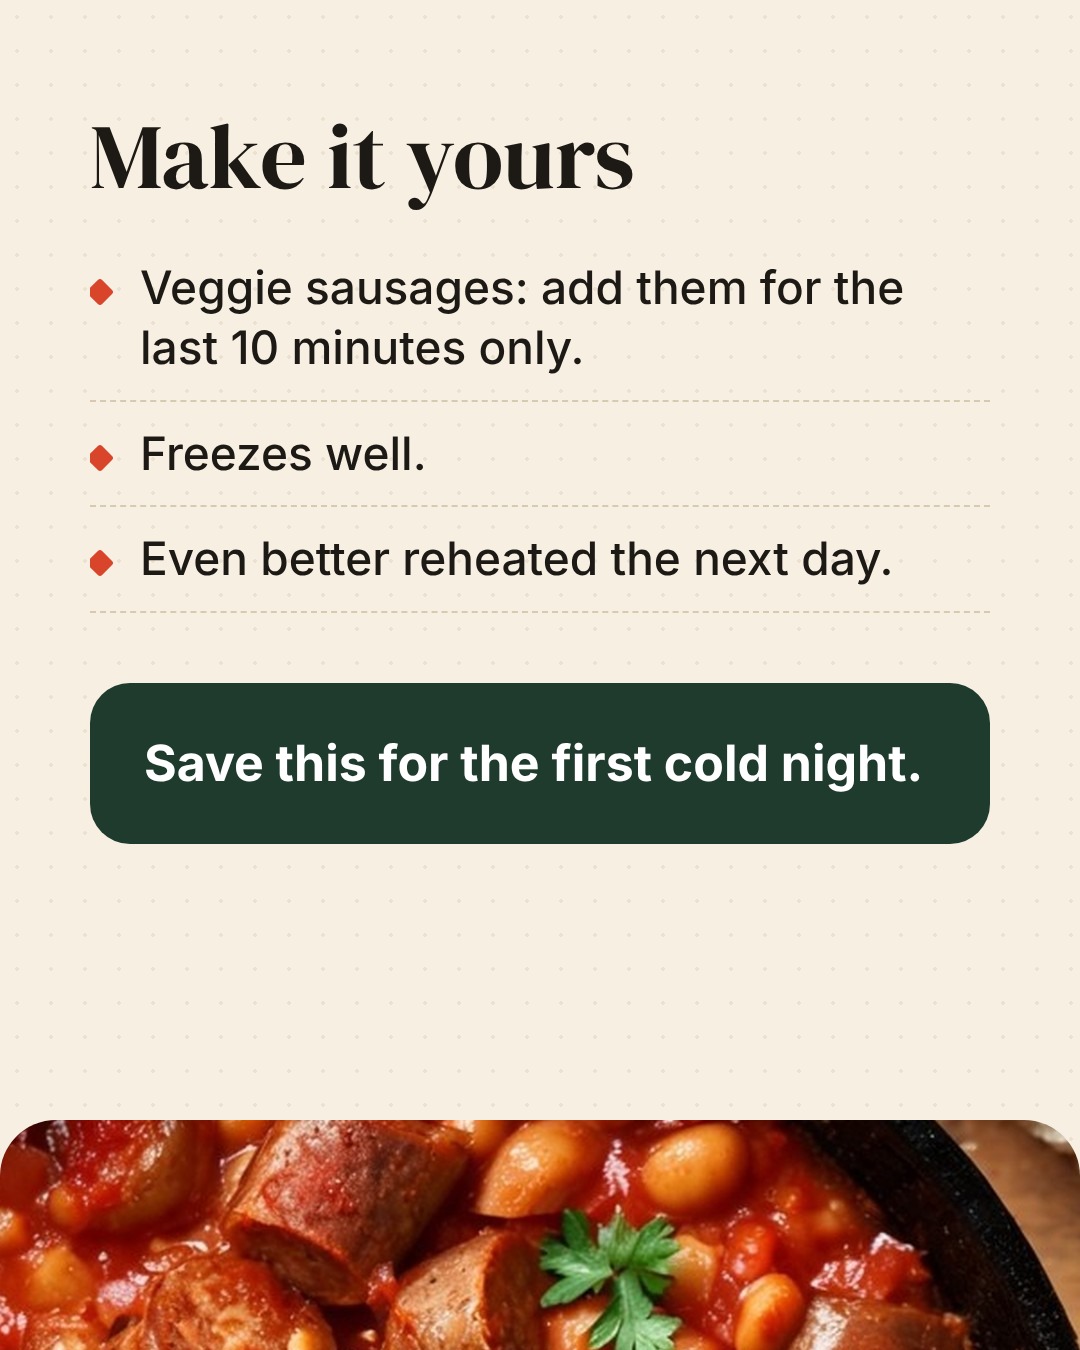 Make it yours
Veggie sausages: add them for the
last 10 minutes only.
Freezes well.
Even better reheated the next day.
Save this for the first cold night.